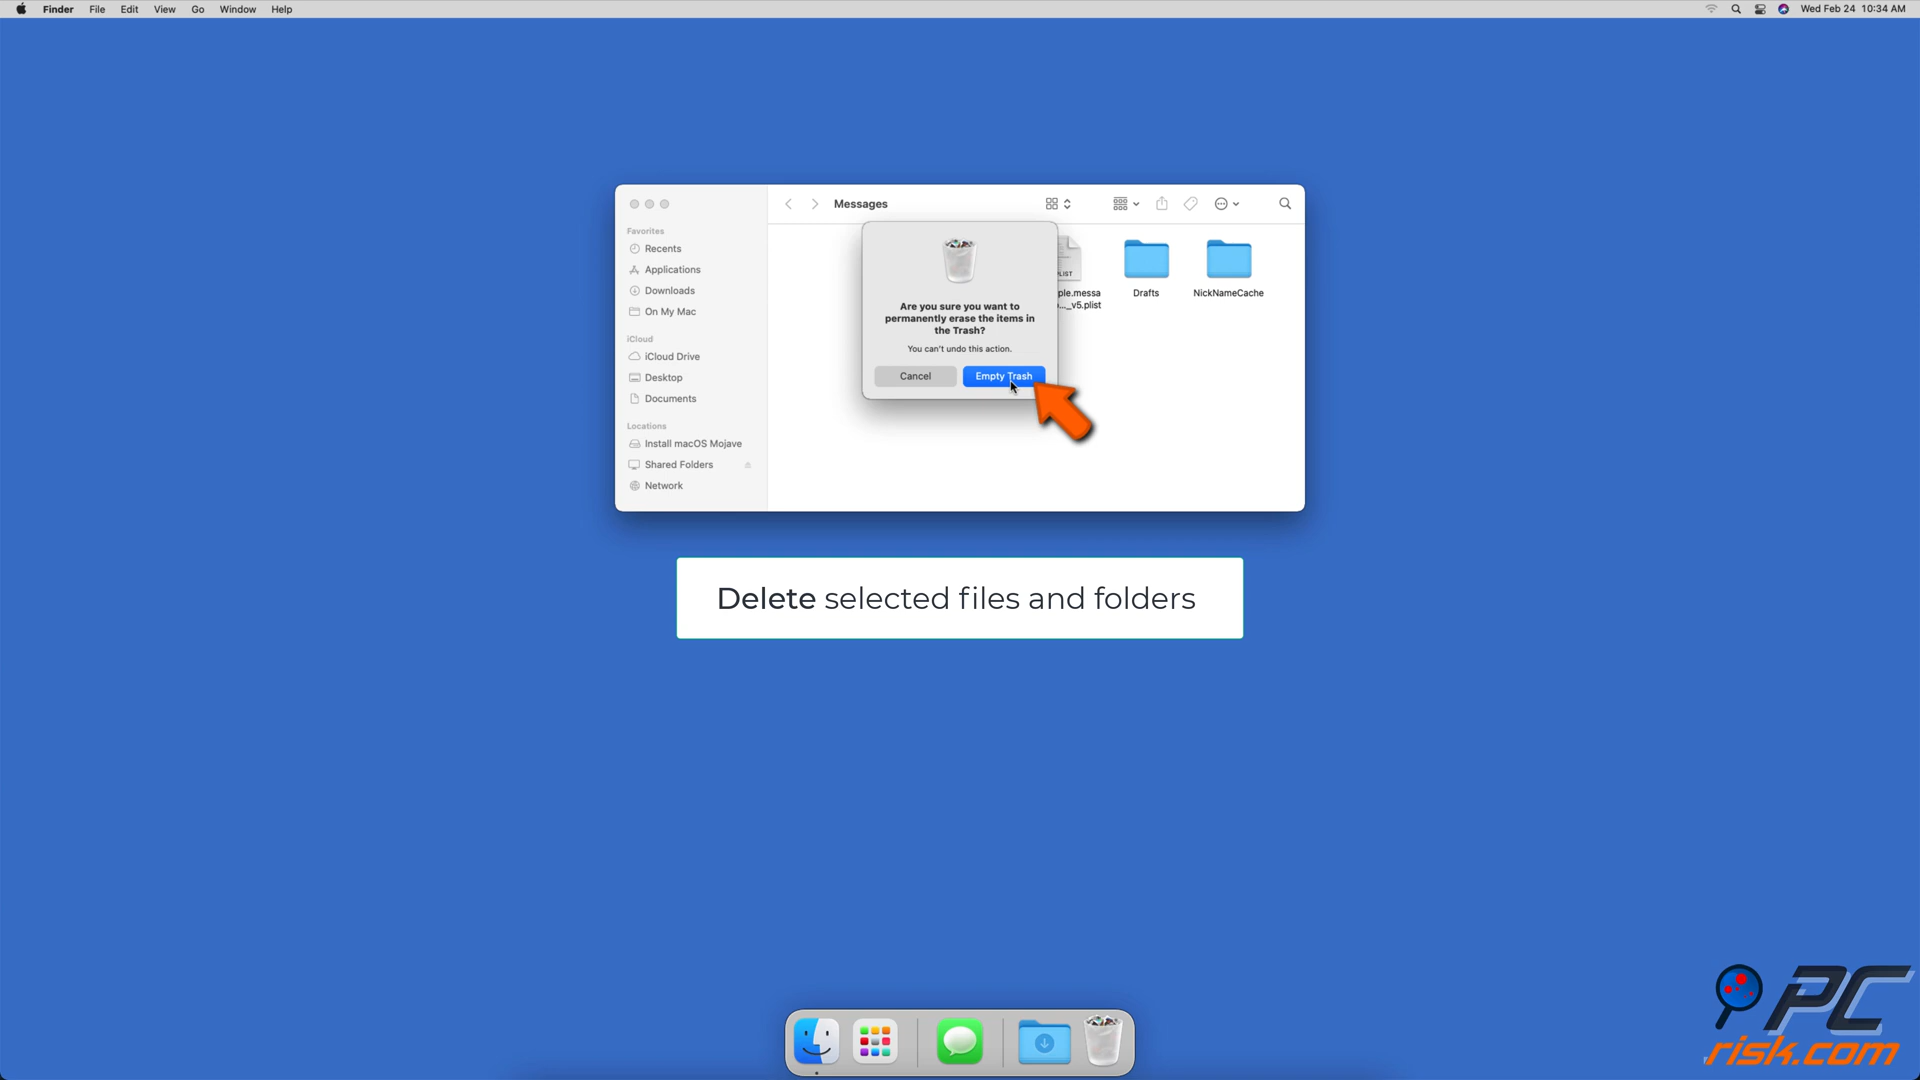 Finder File Edit View Go Window Help
Wed Feb 24 10:34 AM
Messages
Favorites
Recents
Applications
Downloads
On My Mac
iCloud
iCloud Drive
Desktop
Documents
Locations
Install macOS Mojave
Shared Folders
Network
Are you sure you want to
permanently erase the items in
the Trash?
You can't undo this action.
Cancel Empty Trash
LIST
ple.messa
o..._v5.plist
Drafts
NickNameCache
Delete selected files and folders
PC
risk.com